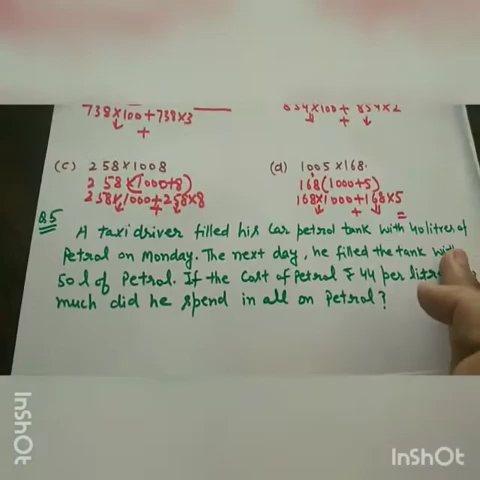 738×100+738×3
↓ +
854×100+ 854×2
↓ + ↓
(c) 258×1008
258×(1000+8)
258×1000+258×8
↓ + ↓
(d) 1005×168.
168(1000+5)
168×1000+168×5
↓ + ↓ =
Q.5
A taxi driver filled his car petrol tank with 40 litres of
Petrol on Monday. The next day, he filled the tank with
50 l of Petrol. If the Cost of Petrol ₹ 44 per litre
much did he spend in all on Petrol?
InShOt
InShOt